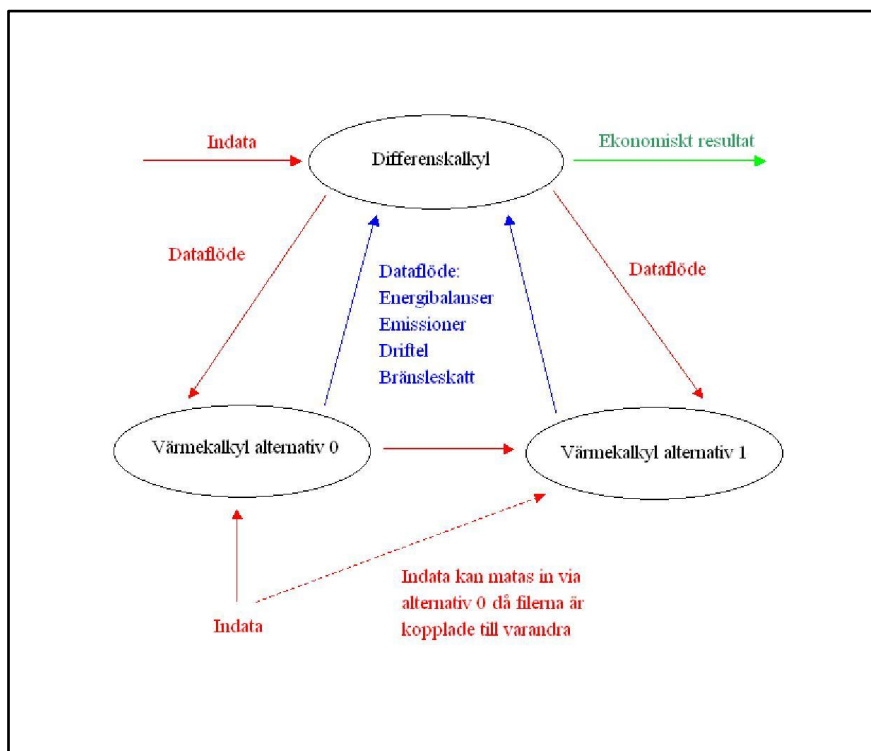 Indata
Ekonomiskt resultat
Differenskalkyl
Dataflöde
Dataflöde:
Energibalanser
Emissioner
Driftel
Bränsleskatt
Dataflöde
Värmekalkyl alternativ 0
Värmekalkyl alternativ 1
Indata kan matas in via
alternativ 0 då filerna är
kopplade till varandra
Indata